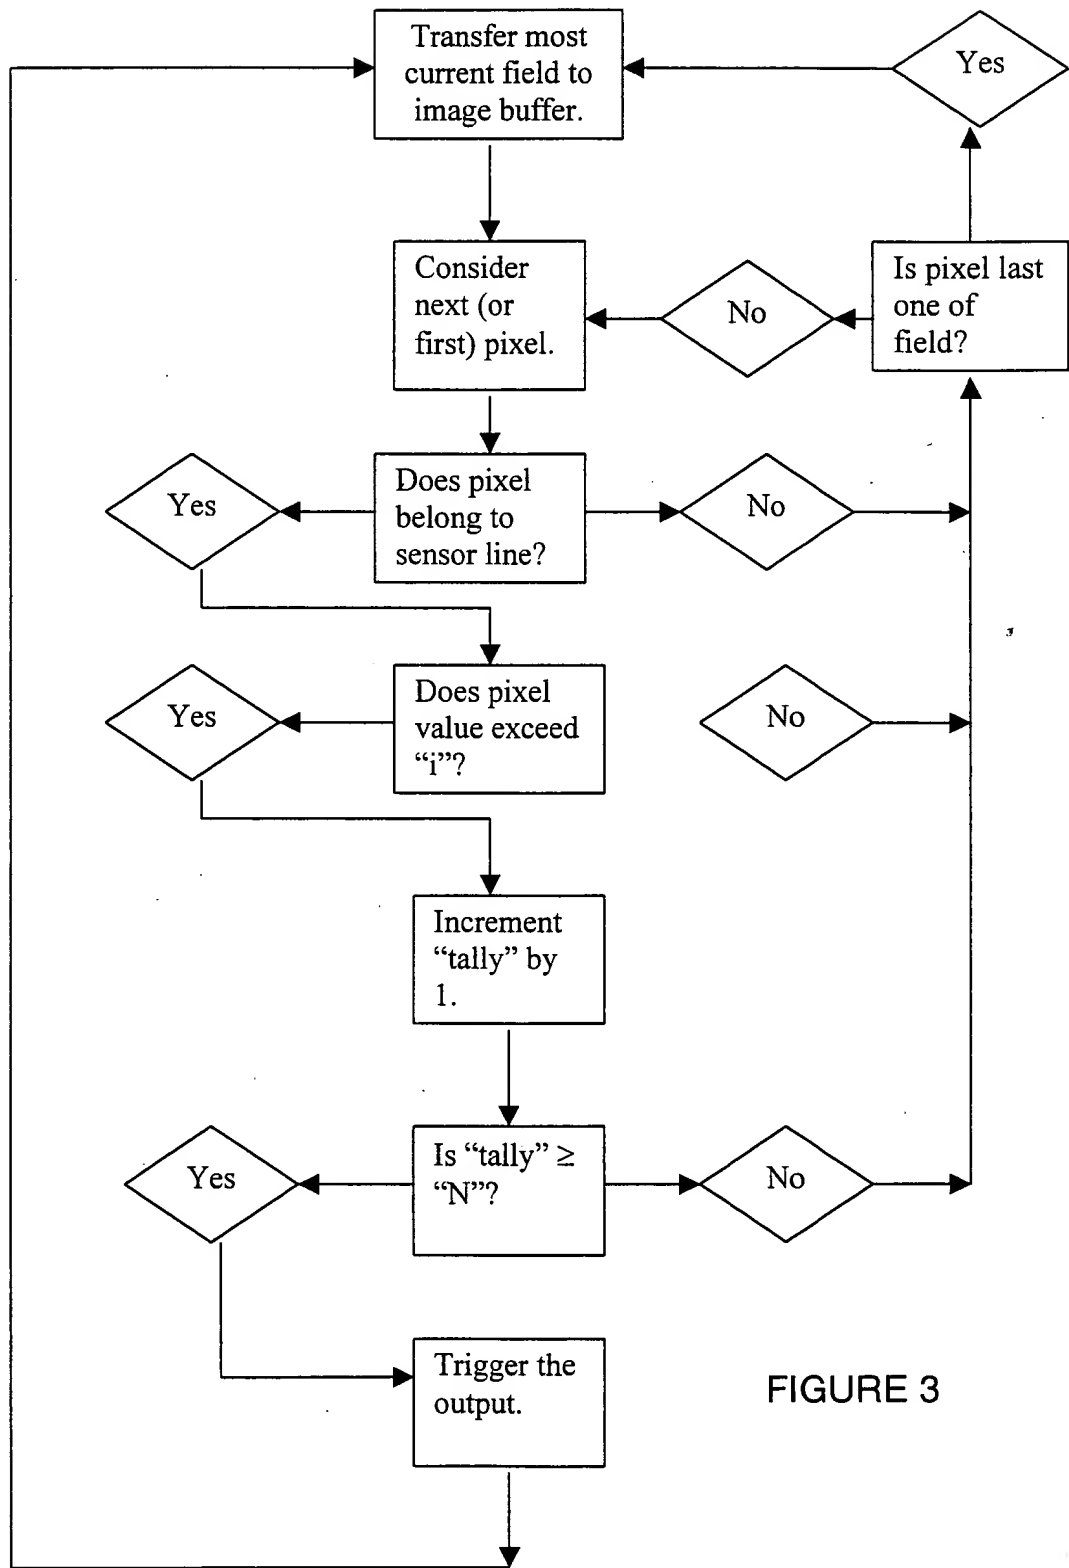 Transfer most
current field to
image buffer.
Yes
Consider
next (or
first) pixel.
No
Is pixel last
one of
field?
Yes
Does pixel
belong to
sensor line?
No
Yes
Does pixel
value exceed
“i”?
No
Increment
“tally” by
1.
Yes
Is “tally” ≥
“N”?
No
Trigger the
output.
FIGURE 3